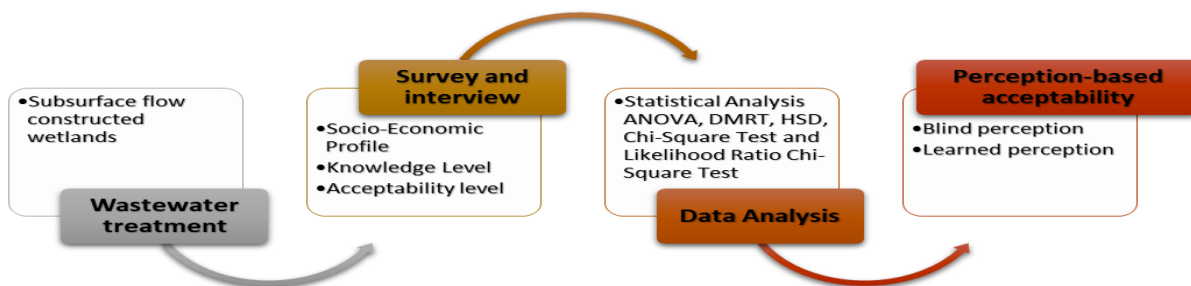 •Subsurface flow
constructed
wetlands
Wastewater
treatment
Survey and
interview
•Socio-Economic
Profile
•Knowledge Level
•Acceptability level
•Statistical Analysis
ANOVA, DMRT, HSD,
Chi-Square Test and
Likelihood Ratio Chi-
Square Test
Data Analysis
Perception-based
acceptability
•Blind perception
•Learned perception